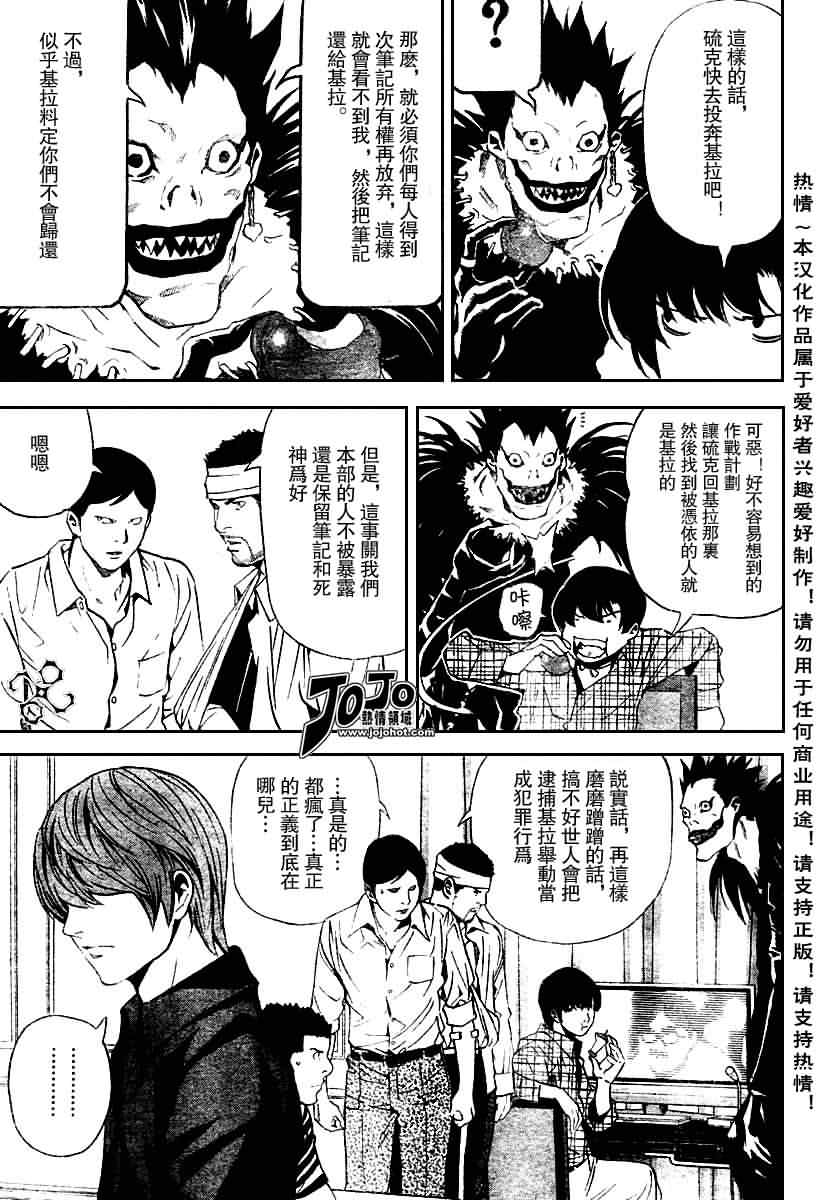 這樣的話，
硫克快去投奔基拉吧！
？
那麽，就必須你們每人得到
次筆記所有權再放弃，這樣
就會看不到我，然後把筆記
還給基拉。
不過，
似乎基拉料定你們不會歸還
可惡！好不容易想到的
作戰計劃
讓硫克回基拉那裏
然後找到被憑依的人就
是基拉的
咔嚓
但是，這事關我們
本部的人不被暴露
還是保留筆記和死
神爲好
嗯嗯
JOJO
熱情領域
www.jojohot.com
説實話，再這樣
磨磨蹭蹭的話，
搞不好世人會把
逮捕基拉舉動當
成犯罪行爲
…真是的…
都瘋了…真正
的正義到底在
哪兒…
……
……
热情～本汉化作品属于爱好者兴趣爱好制作！请勿用于任何商业用途！请支持正版！请支持热情！